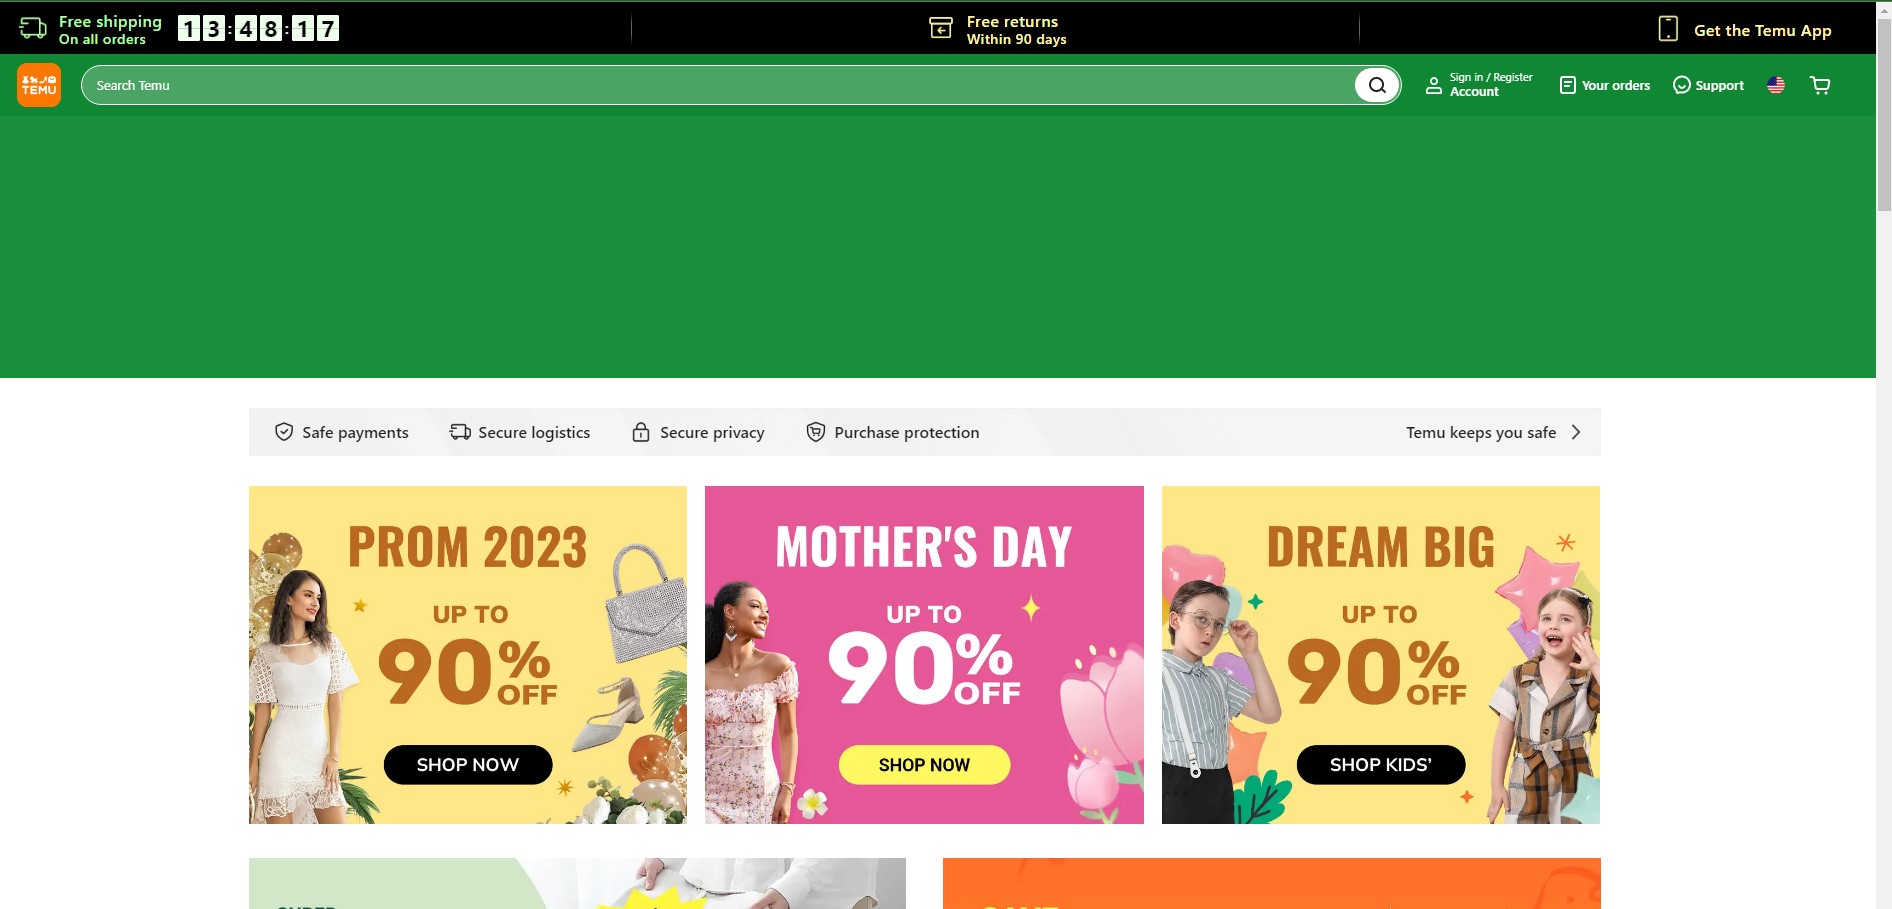 Free shipping
On all orders
13:48:17
Free returns
Within 90 days
Get the Temu App
TEMU
Search Temu
Sign in / Register
Account
Your orders
Support
Safe payments
Secure logistics
Secure privacy
Purchase protection
Temu keeps you safe
PROM 2023
UP TO
90% OFF
SHOP NOW
MOTHER'S DAY
UP TO
90% OFF
SHOP NOW
DREAM BIG
UP TO
90% OFF
SHOP KIDS'